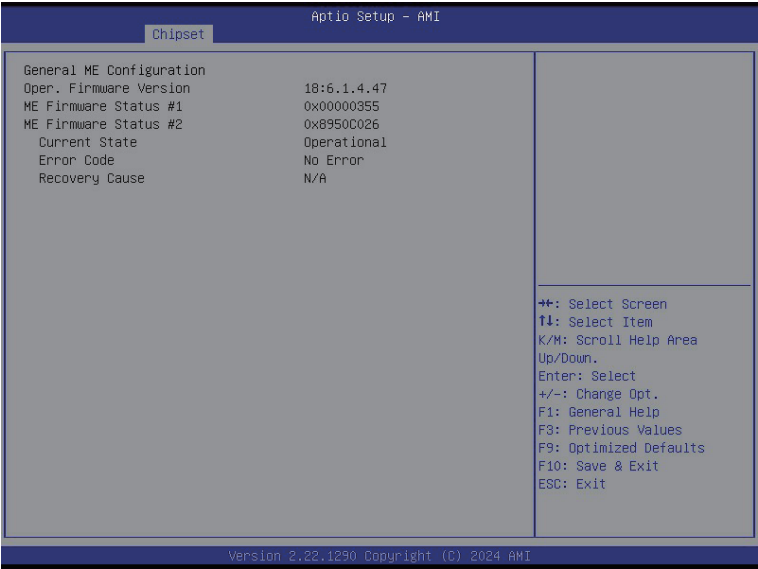 Aptio Setup – AMI
Chipset
General ME Configuration
Oper. Firmware Version 18:6.1.4.47
ME Firmware Status #1 0x00000355
ME Firmware Status #2 0x8950C026
Current State Operational
Error Code No Error
Recovery Cause N/A
→←: Select Screen
↑↓: Select Item
K/M: Scroll Help Area
Up/Down.
Enter: Select
+/-: Change Opt.
F1: General Help
F3: Previous Values
F9: Optimized Defaults
F10: Save & Exit
ESC: Exit
Version 2.22.1290 Copyright (C) 2024 AMI